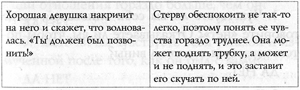 Хорошая девушка накричит
на него и скажет, что волнова-
лась. «Ты должен был позво-
нить!»
Стерву обеспокоить не так-то
легко, поэтому понять ее чув-
ства гораздо труднее. Она мо-
жет поднять трубку, а может
и не поднять, и это заставит
его скучать по ней.